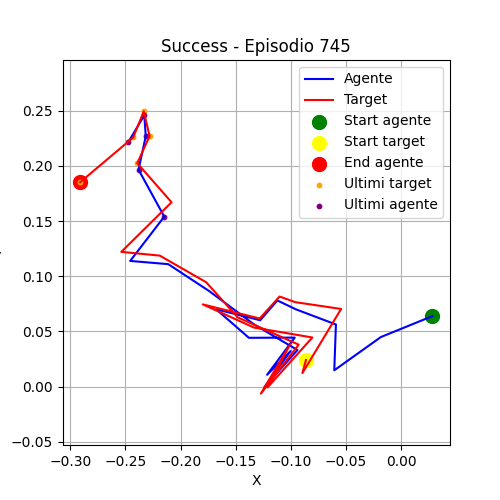 Success - Episodio 745
Agente
Target
Start agente
Start target
End agente
Ultimi target
Ultimi agente
0.25
0.20
0.15
0.10
0.05
0.00
−0.05
−0.30
−0.25
−0.20
−0.15
−0.10
−0.05
0.00
X